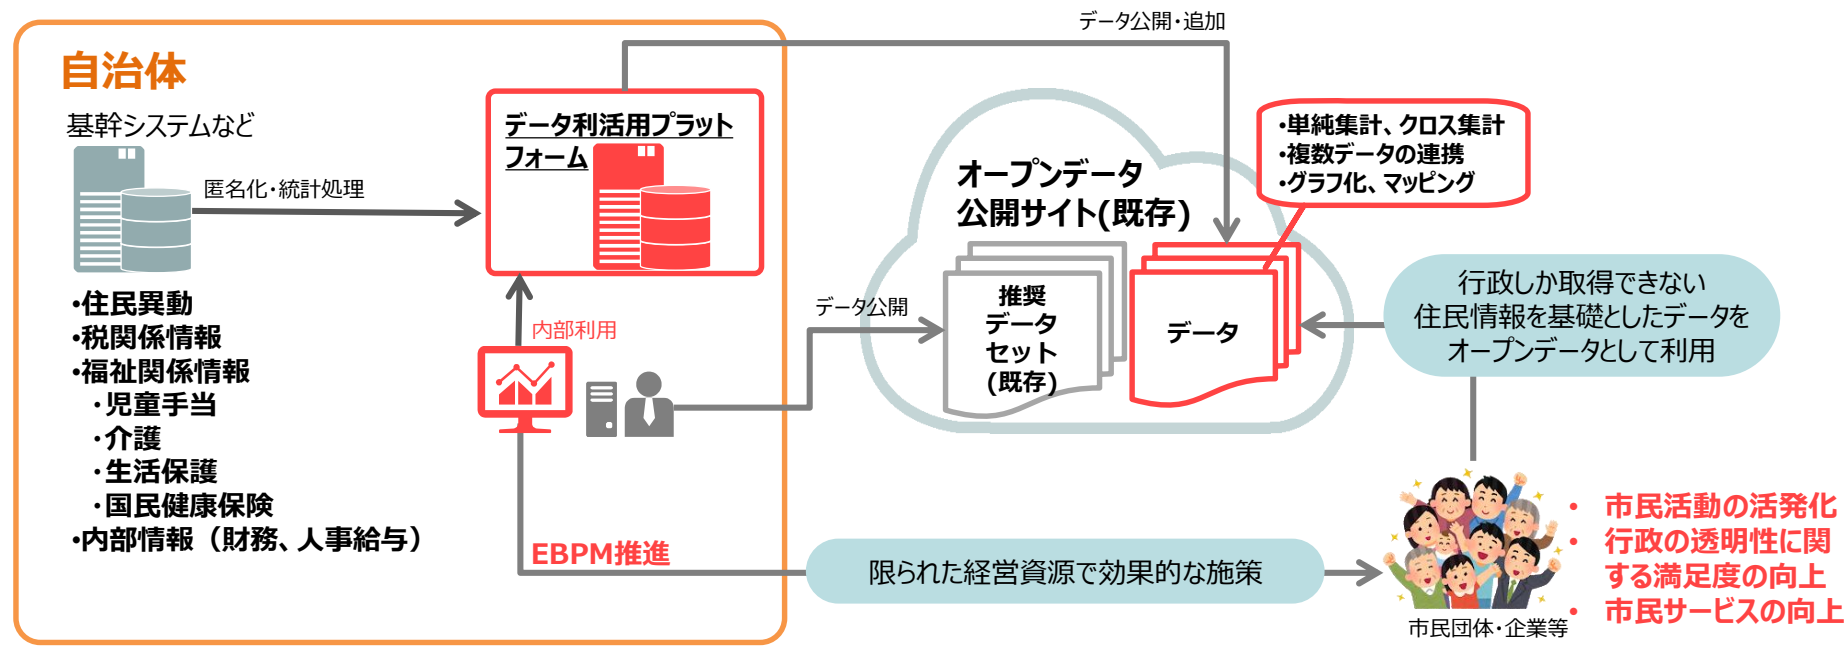 データ公開・追加
自治体
基幹システムなど
匿名化・統計処理
データ利活用プラット
フォーム
・住民異動
・税関係情報
・福祉関係情報
・児童手当
・介護
・生活保護
・国民健康保険
・内部情報（財務、人事給与）
内部利用
EBPM推進
データ公開
オープンデータ
公開サイト(既存)
・単純集計、クロス集計
・複数データの連携
・グラフ化、マッピング
推奨
データ
セット
(既存)
データ
行政しか取得できない
住民情報を基礎としたデータを
オープンデータとして利用
限られた経営資源で効果的な施策
市民団体・企業等
• 市民活動の活発化
• 行政の透明性に関
する満足度の向上
• 市民サービスの向上